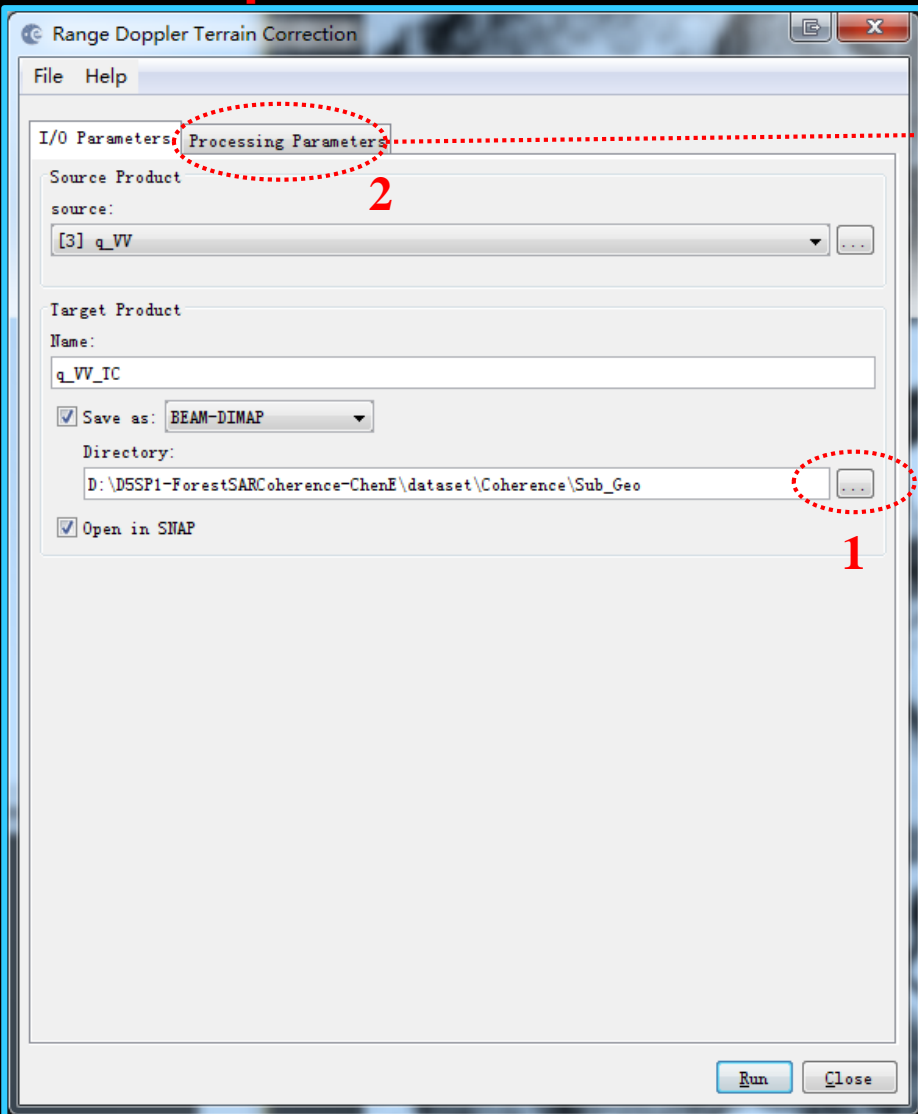 Range Doppler Terrain Correction
File Help
I/O Parameters Processing Parameters
2
Source Product
source:
[3] q_VV
...
Target Product
Name:
q_VV_TC
Save as: BEAM-DIMAP
Directory:
D:\D5SP1-ForestSARCoherence-ChenE\dataset\Coherence\Sub_Geo
...
1
Open in SNAP
Run Close